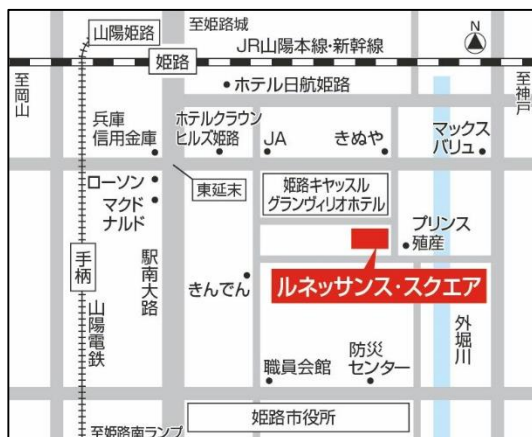 至姫路城
山陽姫路
N
JR山陽本線・新幹線
姫路
至岡山
至神戸
ホテル日航姫路
兵庫
信用金庫
ホテルクラウン
ヒルズ姫路
JA
きぬや
マックス
バリュ
ローソン
東延末
マクド
ナルド
姫路キャッスル
グランヴィリオホテル
プリンス
殖産
手柄
駅南大路
きんでん
ルネッサンス・スクエア
山陽電鉄
外堀川
職員会館
防災
センター
姫路市役所
至姫路南ランプ